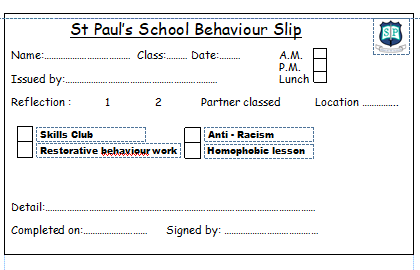 St Paul's School Behaviour Slip
StP
Name:............................... Class:........ Date:........ A.M.
P.M.
Issued by:....................................................... Lunch
Reflection : 1 2 Partner classed Location ..............
Skills Club Anti - Racism
Restorative behaviour work Homophobic lesson
Detail:..................................................................................................
Completed on:....................... Signed by: ..................................